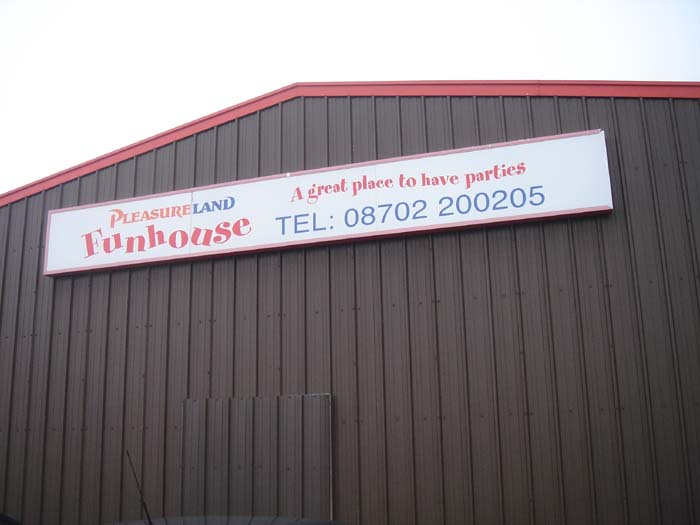 PLEASURELAND
Funhouse
A great place to have parties
TEL: 08702 200205